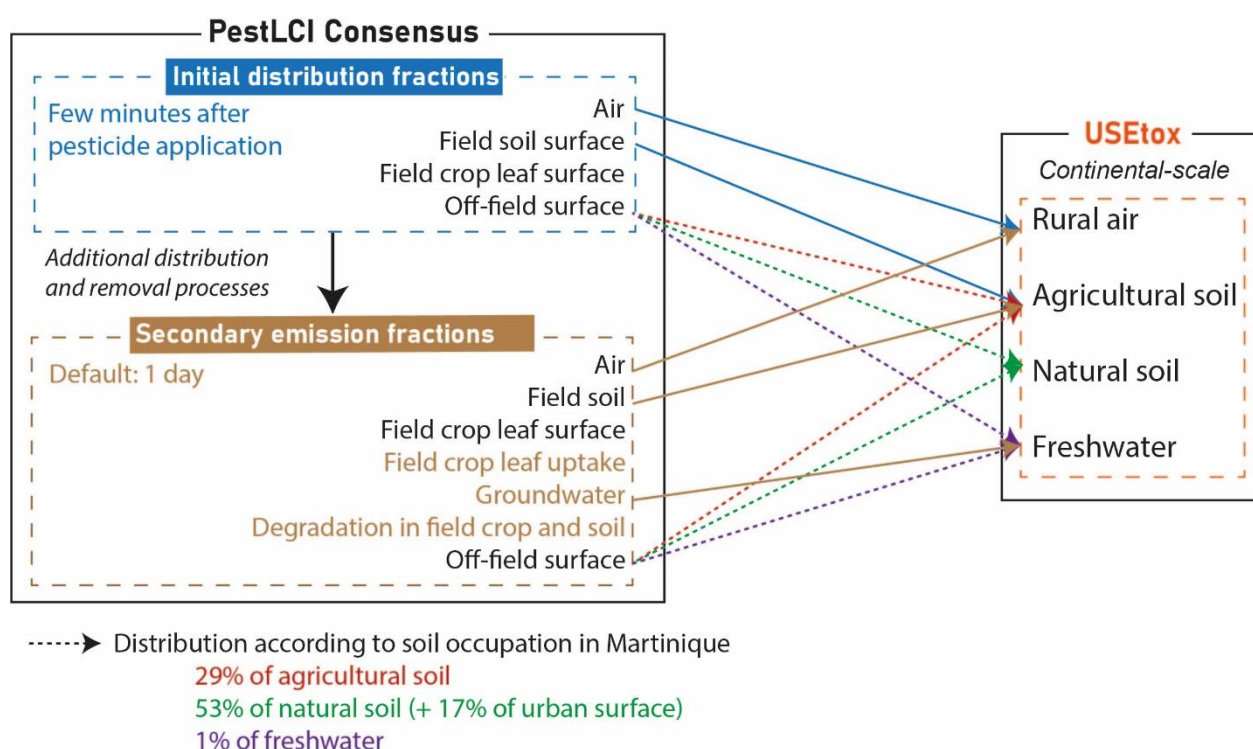 PestLCI Consensus
Initial distribution fractions
Few minutes after
pesticide application
Air
Field soil surface
Field crop leaf surface
Off-field surface
Additional distribution
and removal processes
Secondary emission fractions
Default: 1 day
Air
Field soil
Field crop leaf surface
Field crop leaf uptake
Groundwater
Degradation in field crop and soil
Off-field surface
USEtox
Continental-scale
Rural air
Agricultural soil
Natural soil
Freshwater
Distribution according to soil occupation in Martinique
29% of agricultural soil
53% of natural soil (+ 17% of urban surface)
1% of freshwater